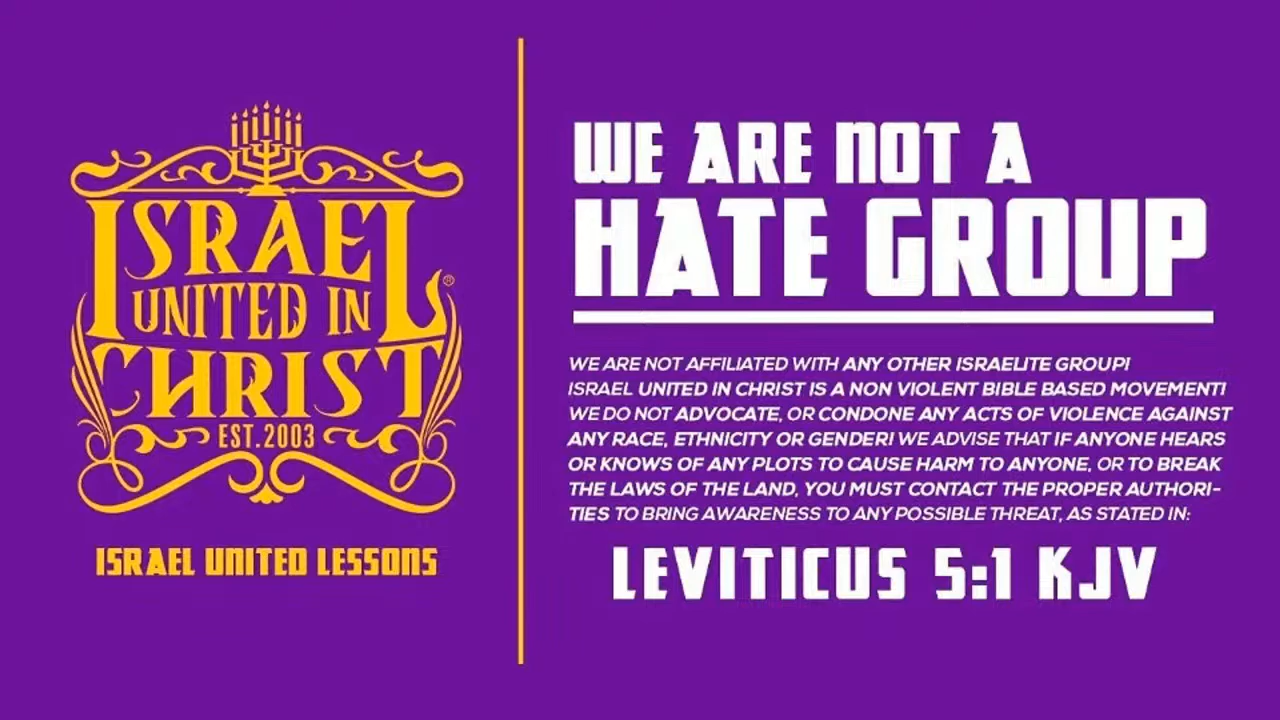 ISRAEL
UNITED IN
CHRIST
®
EST.2003
ISRAEL UNITED LESSONS
WE ARE NOT A
HATE GROUP
WE ARE NOT AFFILIATED WITH ANY OTHER ISRAELITE GROUP!
ISRAEL UNITED IN CHRIST IS A NON VIOLENT BIBLE BASED MOVEMENT!
WE DO NOT ADVOCATE, OR CONDONE ANY ACTS OF VIOLENCE AGAINST
ANY RACE, ETHNICITY OR GENDER! WE ADVISE THAT IF ANYONE HEARS
OR KNOWS OF ANY PLOTS TO CAUSE HARM TO ANYONE, OR TO BREAK
THE LAWS OF THE LAND, YOU MUST CONTACT THE PROPER AUTHORI-
TIES TO BRING AWARENESS TO ANY POSSIBLE THREAT, AS STATED IN:
LEVITICUS 5:1 KJV